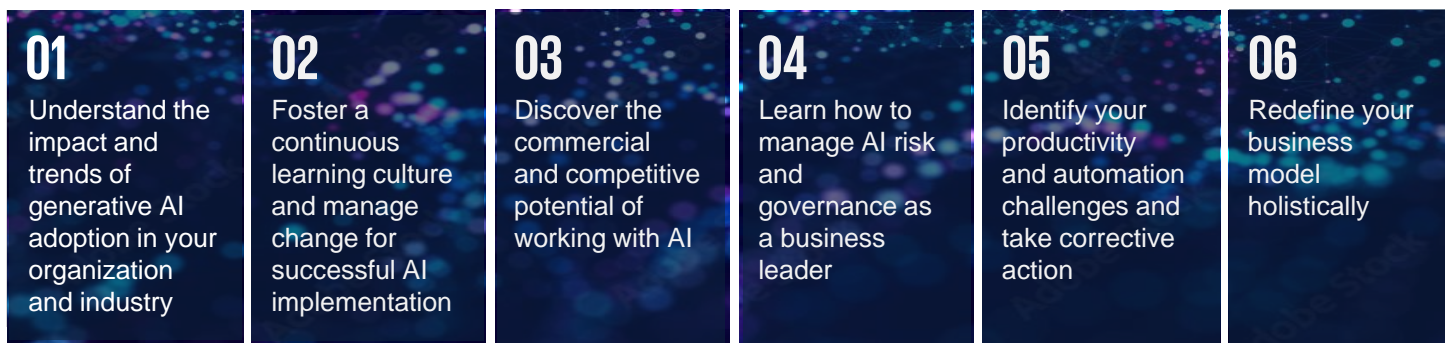 01
Understand the
impact and
trends of
generative AI
adoption in your
organization
and industry
02
Foster a
continuous
learning culture
and manage
change for
successful AI
implementation
03
Discover the
commercial
and competitive
potential of
working with AI
04
Learn how to
manage AI risk
and
governance as
a business
leader
05
Identify your
productivity
and automation
challenges and
take corrective
action
06
Redefine your
business
model
holistically
Adobe Stock